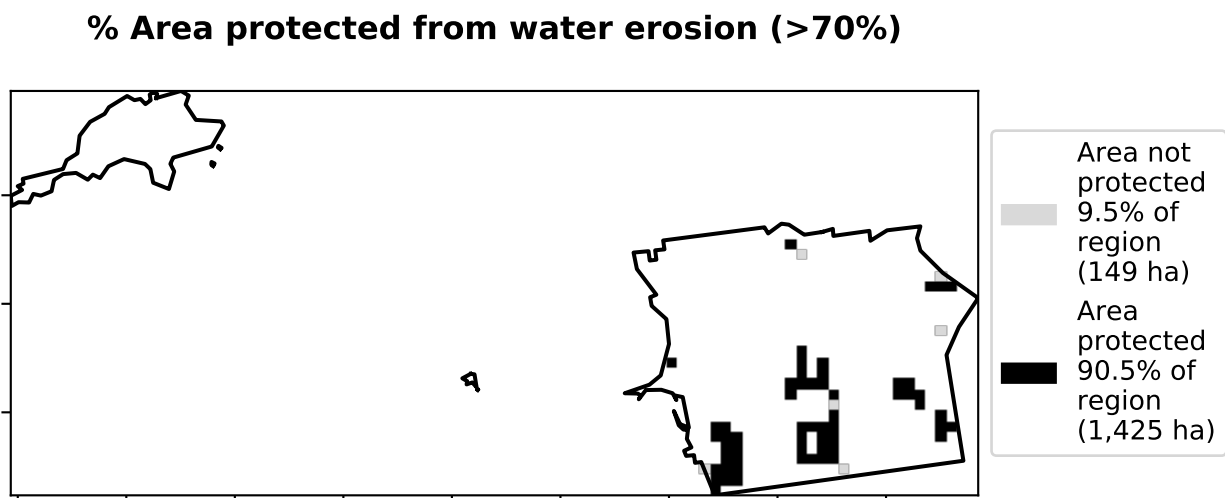 % Area protected from water erosion (>70%)
Area not
protected
9.5% of
region
(149 ha)
Area
protected
90.5% of
region
(1,425 ha)